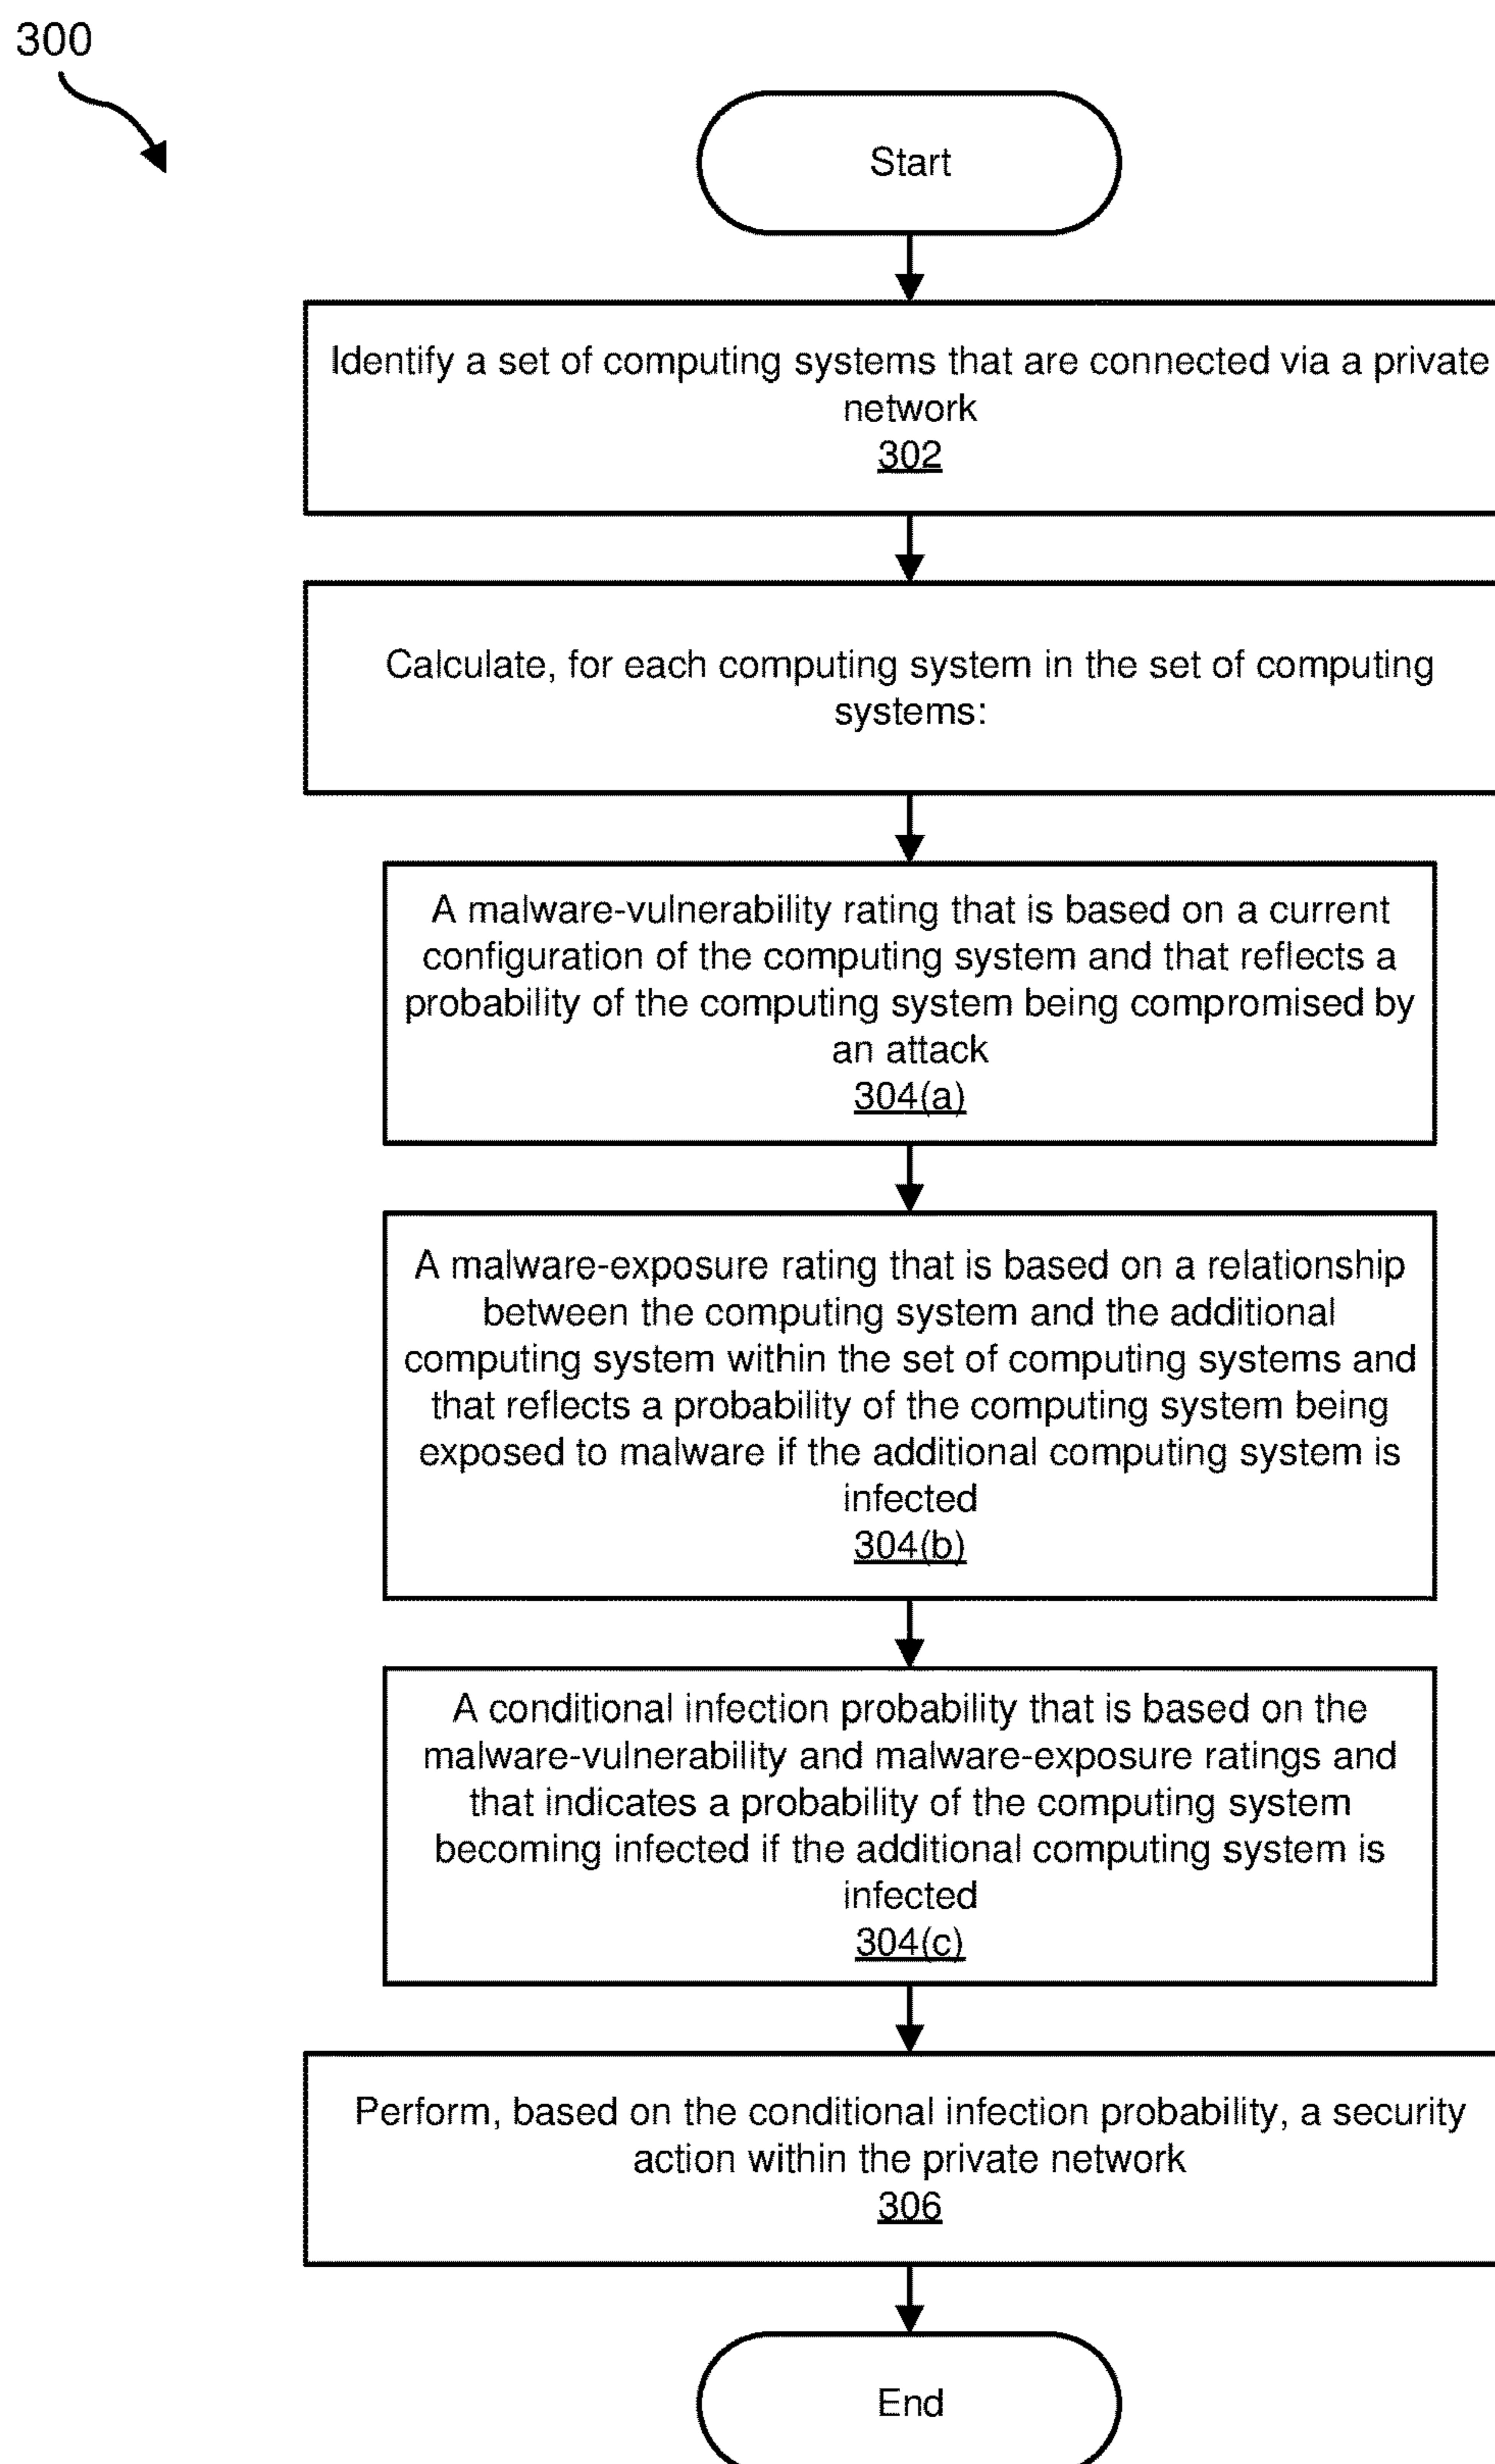 300
Start
Identify a set of computing systems that are connected via a private
network
302
Calculate, for each computing system in the set of computing
systems:
A malware-vulnerability rating that is based on a current
configuration of the computing system and that reflects a
probability of the computing system being compromised by
an attack
304(a)
A malware-exposure rating that is based on a relationship
between the computing system and the additional
computing system within the set of computing systems and
that reflects a probability of the computing system being
exposed to malware if the additional computing system is
infected
304(b)
A conditional infection probability that is based on the
malware-vulnerability and malware-exposure ratings and
that indicates a probability of the computing system
becoming infected if the additional computing system is
infected
304(c)
Perform, based on the conditional infection probability, a security
action within the private network
306
End